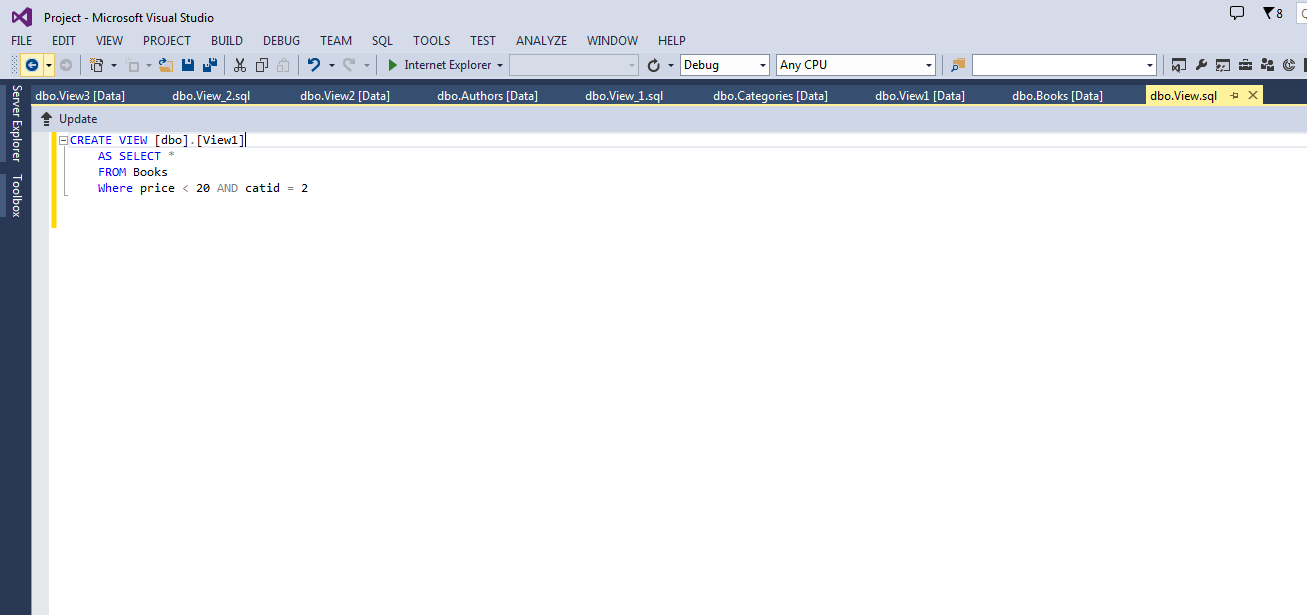 Project - Microsoft Visual Studio
8
FILE EDIT VIEW PROJECT BUILD DEBUG TEAM SQL TOOLS TEST ANALYZE WINDOW HELP
Internet Explorer Debug Any CPU
dbo.View3 [Data] dbo.View_2.sql dbo.View2 [Data] dbo.Authors [Data] dbo.View_1.sql dbo.Categories [Data] dbo.View1 [Data] dbo.Books [Data] dbo.View.sql
Server Explorer
Toolbox
Update
CREATE VIEW [dbo].[View1]
AS SELECT *
FROM Books
Where price < 20 AND catid = 2